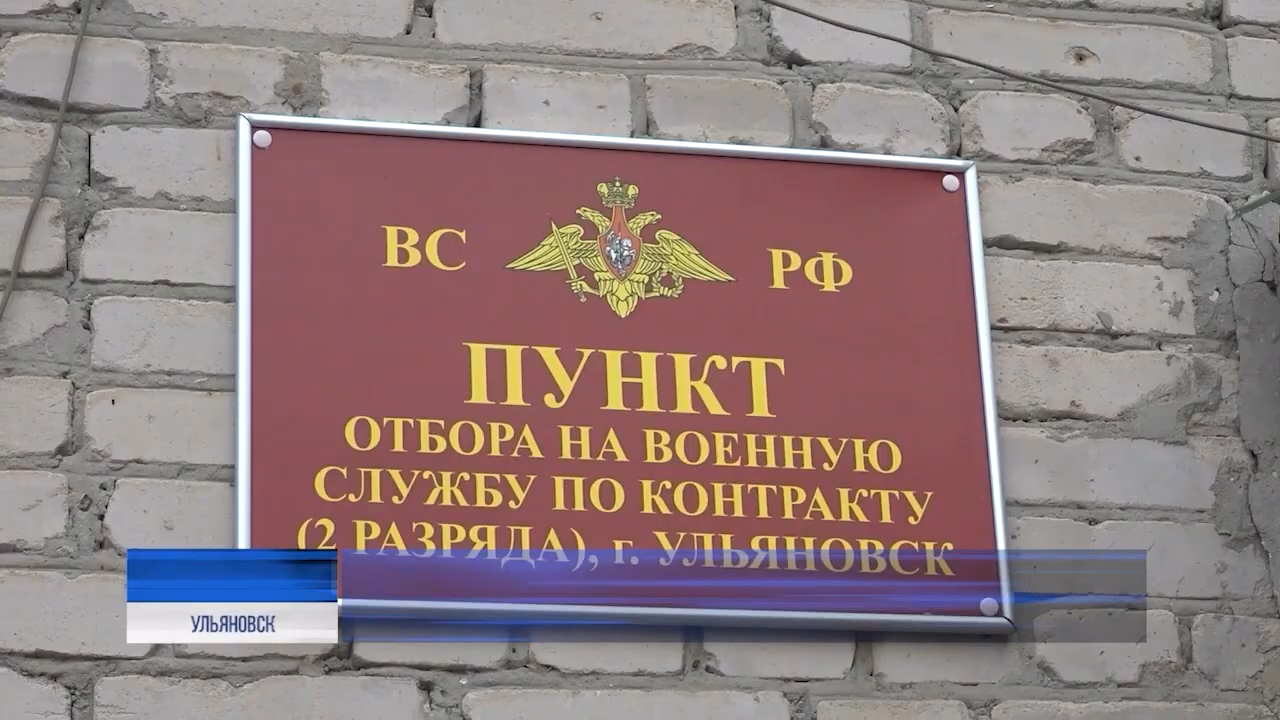 ВС РФ
ПУНКТ
ОТБОРА НА ВОЕННУЮ
СЛУЖБУ ПО КОНТРАКТУ
(2 РАЗРЯДА), г. УЛЬЯНОВСК
УЛЬЯНОВСК